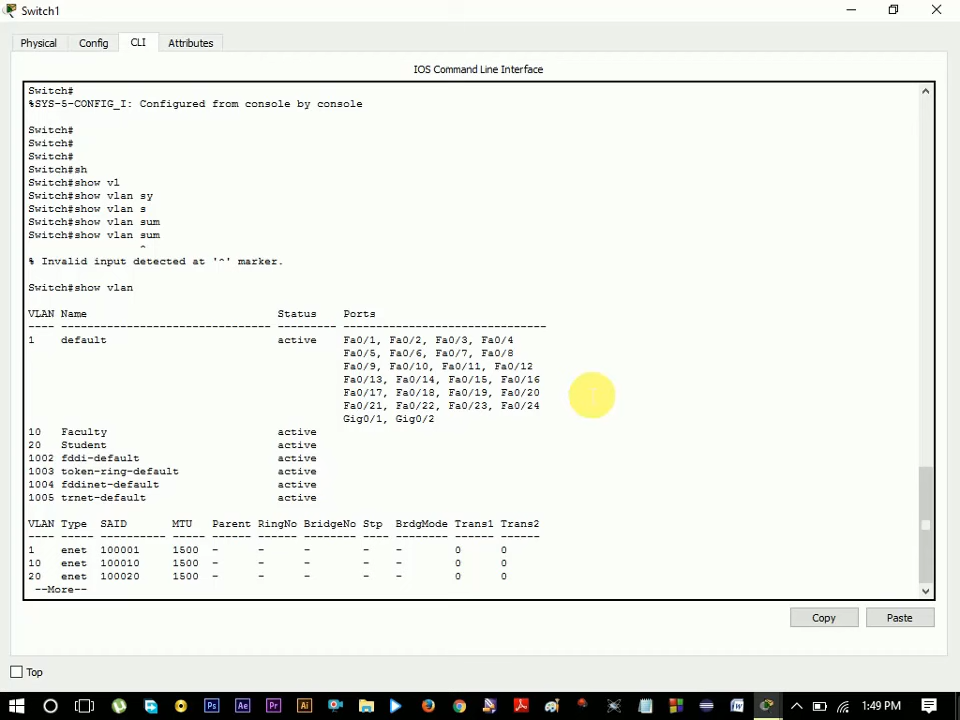 Switch1
Physical Config CLI Attributes
IOS Command Line Interface
Switch#
%SYS-5-CONFIG_I: Configured from console by console
Switch#
Switch#
Switch#
Switch#sh
Switch#show vl
Switch#show vlan sy
Switch#show vlan s
Switch#show vlan sum
Switch#show vlan sum
^
% Invalid input detected at '^' marker.
Switch#show vlan
VLAN Name Status Ports
---- -------------------------------- --------- -------------------------------
1 default active Fa0/1, Fa0/2, Fa0/3, Fa0/4
Fa0/5, Fa0/6, Fa0/7, Fa0/8
Fa0/9, Fa0/10, Fa0/11, Fa0/12
Fa0/13, Fa0/14, Fa0/15, Fa0/16
Fa0/17, Fa0/18, Fa0/19, Fa0/20
Fa0/21, Fa0/22, Fa0/23, Fa0/24
Gig0/1, Gig0/2
10 Faculty active
20 Student active
1002 fddi-default active
1003 token-ring-default active
1004 fddinet-default active
1005 trnet-default active
VLAN Type SAID MTU Parent RingNo BridgeNo Stp BrdgMode Trans1 Trans2
---- ----- ---------- ----- ------ ------ -------- ---- -------- ------ ------
1 enet 100001 1500 - - - - - 0 0
10 enet 100010 1500 - - - - - 0 0
20 enet 100020 1500 - - - - - 0 0
--More--
Copy Paste
Top
Ps Ae Pr Ai W 1:49 PM